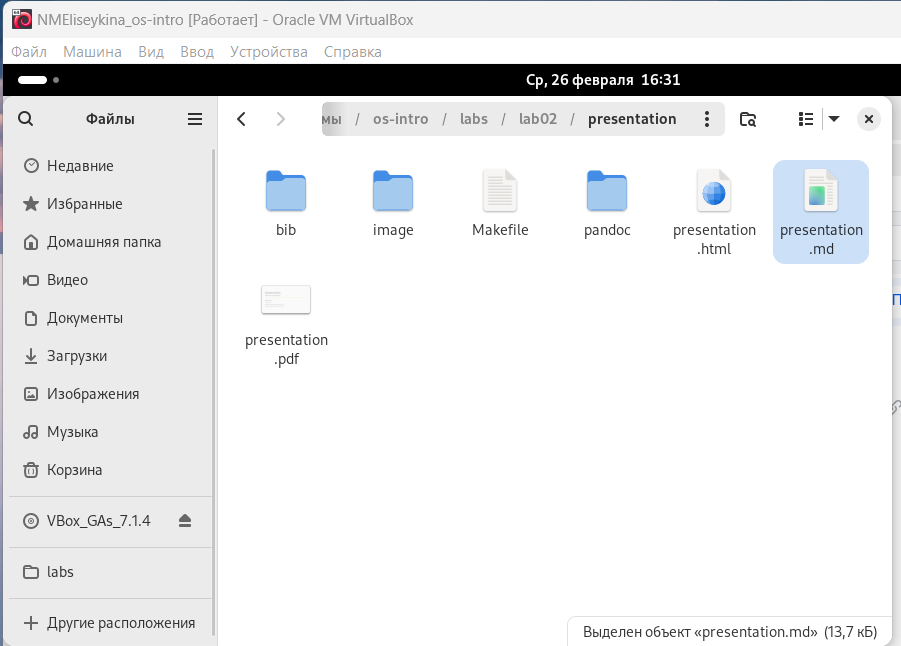 NMEliseykina_os-intro [Работает] - Oracle VM VirtualBox
Файл Машина Вид Ввод Устройства Справка
Ср, 26 февраля 16:31
Файлы
мы / os-intro / labs / lab02 / presentation
Недавние
Избранные
Домашняя папка
Видео
Документы
Загрузки
Изображения
Музыка
Корзина
VBox_GAs_7.1.4
labs
Другие расположения
bib
image
Makefile
pandoc
presentation
.html
presentation
.md
presentation
.pdf
Выделен объект «presentation.md» (13,7 кБ)